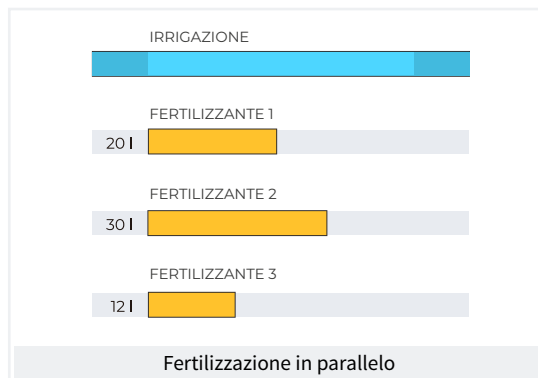 IRRIGAZIONE
FERTILIZZANTE 1
20 l
FERTILIZZANTE 2
30 l
FERTILIZZANTE 3
12 l
Fertilizzazione in parallelo